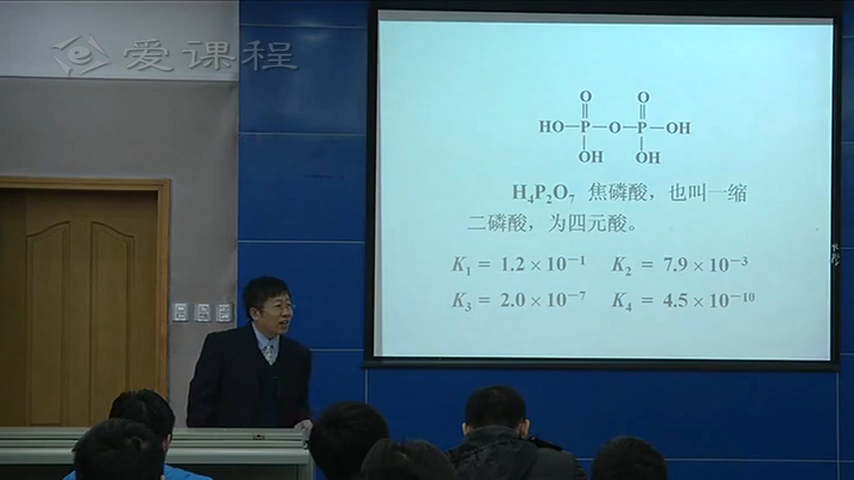 爱课程
O O
HO—P—O—P—OH
OH OH
H₄P₂O₇ 焦磷酸，也叫一缩
二磷酸，为四元酸。
K₁ = 1.2 × 10⁻¹ K₂ = 7.9 × 10⁻³
K₃ = 2.0 × 10⁻⁷ K₄ = 4.5 × 10⁻¹⁰